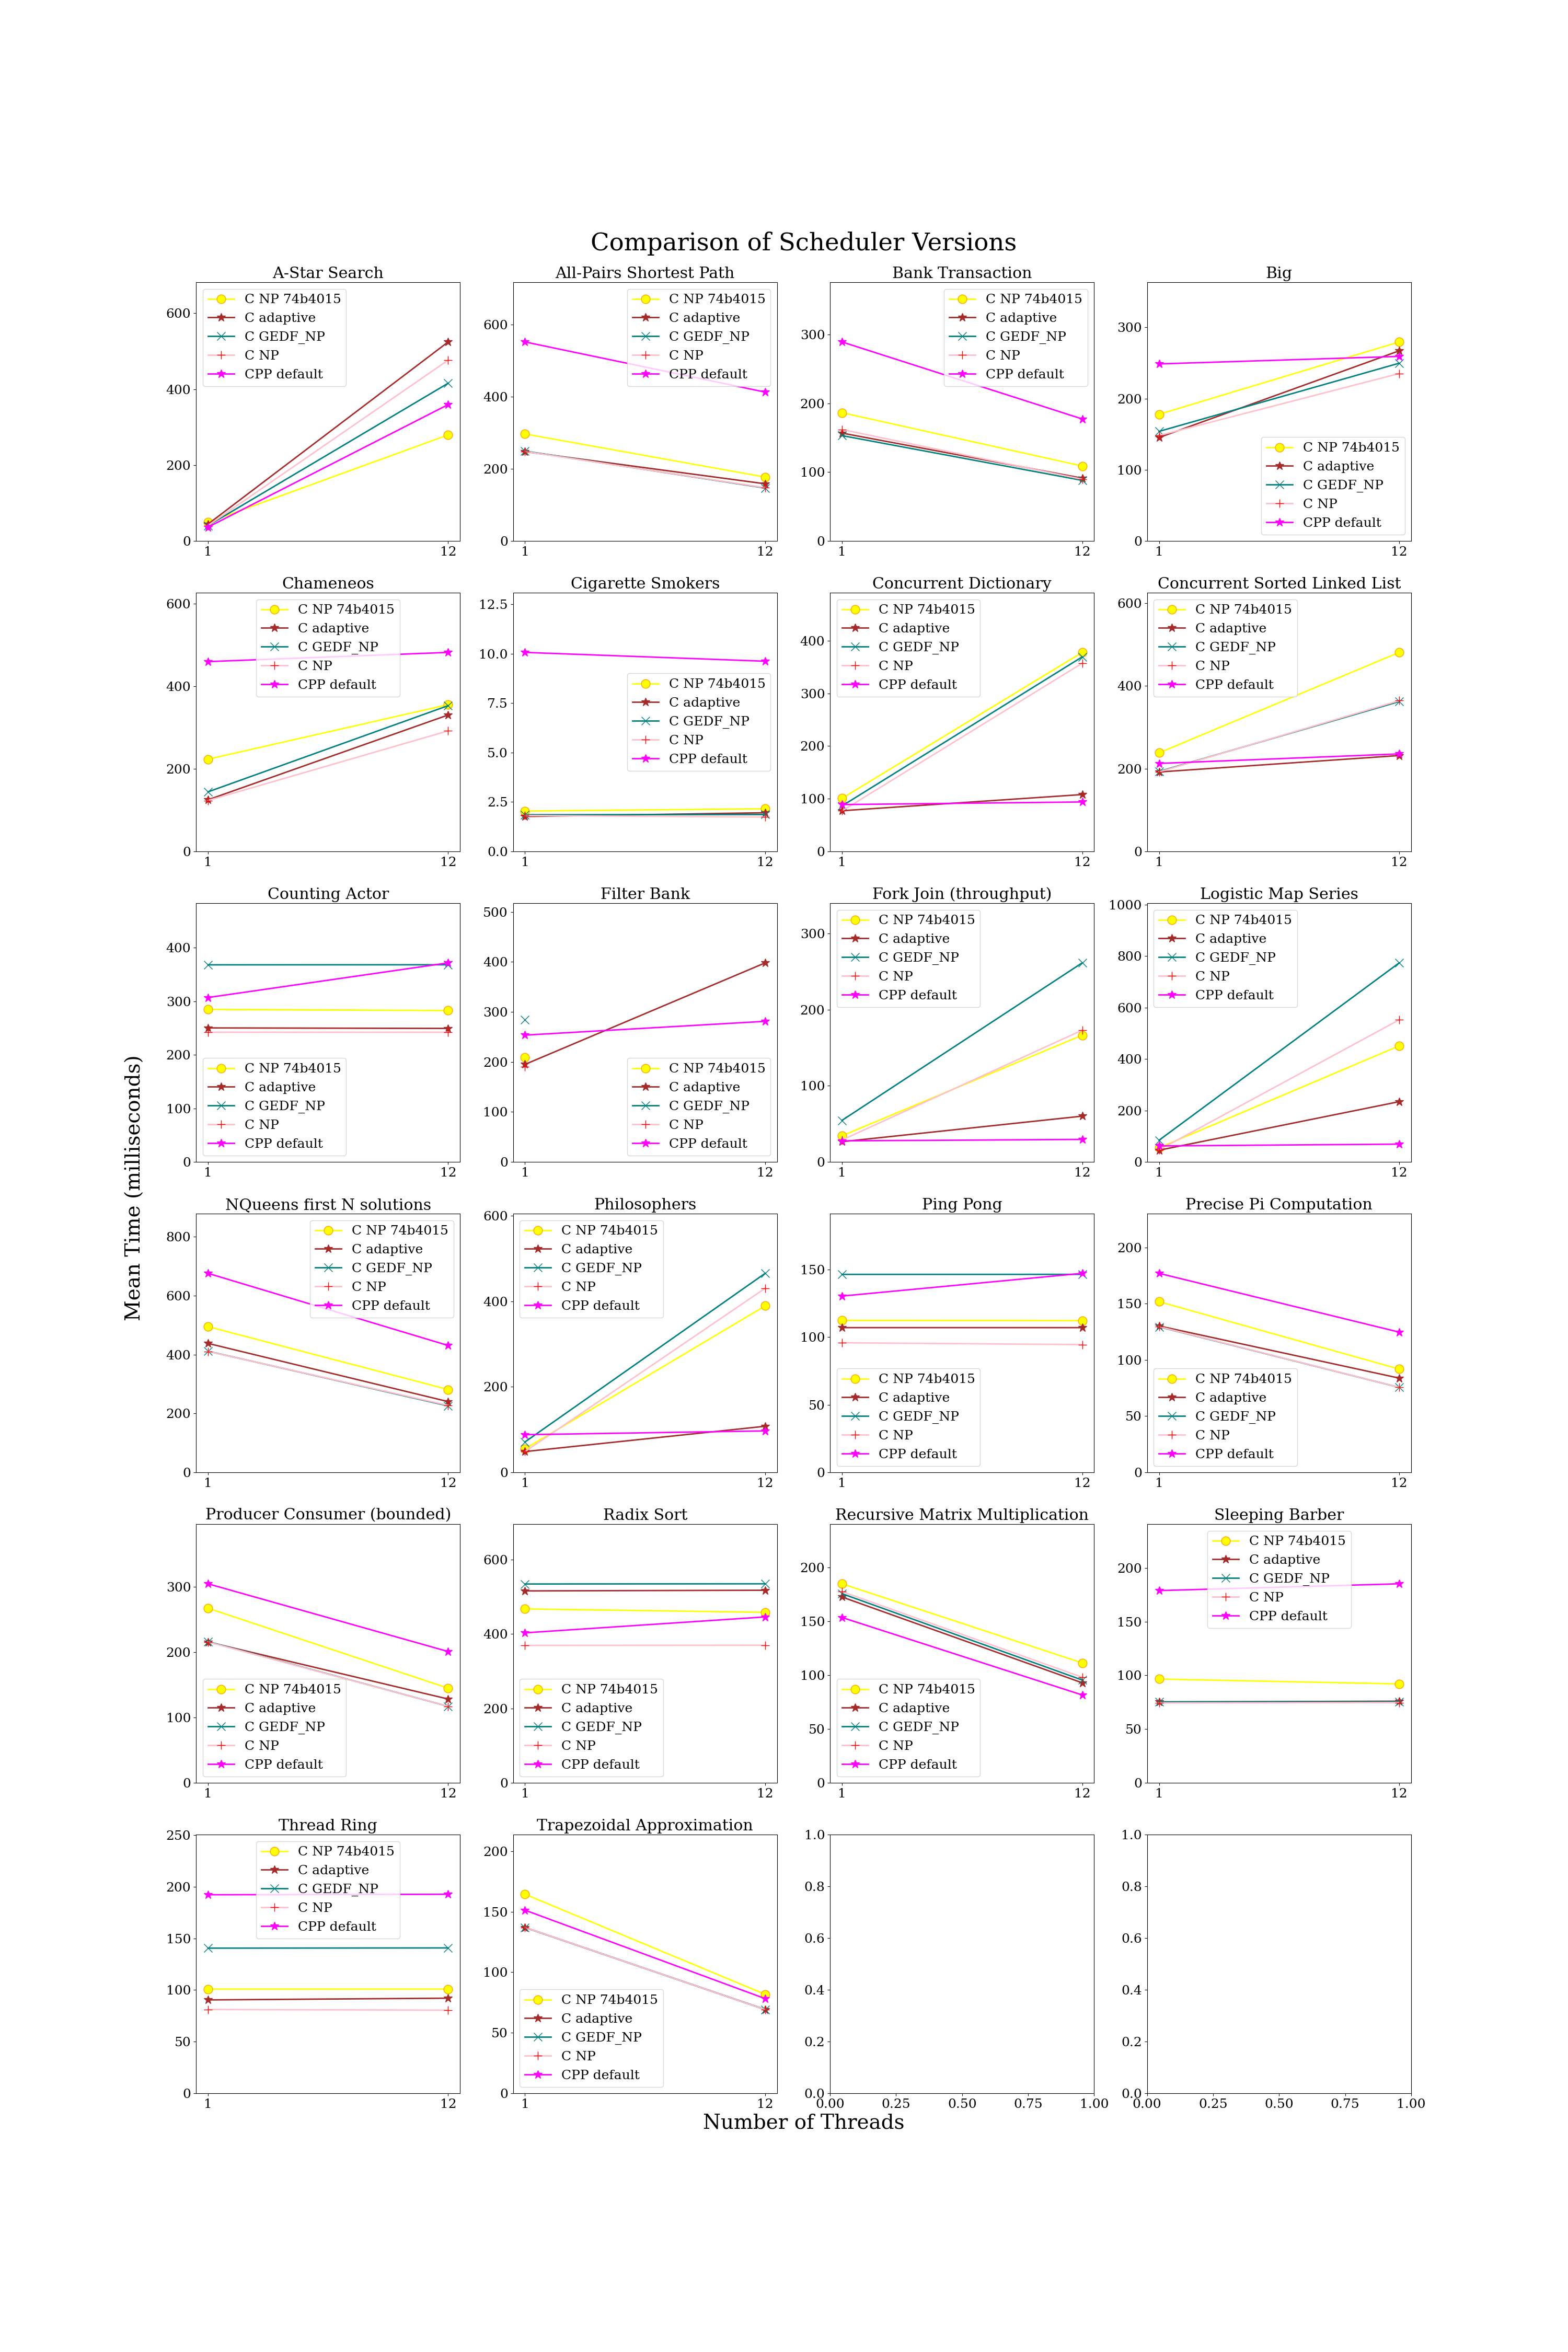 Comparison of Scheduler Versions
Mean Time (milliseconds)
A-Star Search
600
400
200
0
C NP 74b4015
C adaptive
C GEDF_NP
C NP
CPP default
1 12
All-Pairs Shortest Path
600
400
200
0
C NP 74b4015
C adaptive
C GEDF_NP
C NP
CPP default
1 12
Bank Transaction
300
200
100
0
C NP 74b4015
C adaptive
C GEDF_NP
C NP
CPP default
1 12
Big
300
200
100
0
C NP 74b4015
C adaptive
C GEDF_NP
C NP
CPP default
1 12
Chameneos
600
400
200
0
C NP 74b4015
C adaptive
C GEDF_NP
C NP
CPP default
1 12
Cigarette Smokers
12.5
10.0
7.5
5.0
2.5
0.0
C NP 74b4015
C adaptive
C GEDF_NP
C NP
CPP default
1 12
Concurrent Dictionary
400
300
200
100
0
C NP 74b4015
C adaptive
C GEDF_NP
C NP
CPP default
1 12
Concurrent Sorted Linked List
600
400
200
0
C NP 74b4015
C adaptive
C GEDF_NP
C NP
CPP default
1 12
Counting Actor
400
300
200
100
0
C NP 74b4015
C adaptive
C GEDF_NP
C NP
CPP default
1 12
Filter Bank
500
400
300
200
100
0
C NP 74b4015
C adaptive
C GEDF_NP
C NP
CPP default
1 12
Fork Join (throughput)
300
200
100
0
C NP 74b4015
C adaptive
C GEDF_NP
C NP
CPP default
1 12
Logistic Map Series
1000
800
600
400
200
0
C NP 74b4015
C adaptive
C GEDF_NP
C NP
CPP default
1 12
NQueens first N solutions
800
600
400
200
0
C NP 74b4015
C adaptive
C GEDF_NP
C NP
CPP default
1 12
Philosophers
600
400
200
0
C NP 74b4015
C adaptive
C GEDF_NP
C NP
CPP default
1 12
Ping Pong
150
100
50
0
C NP 74b4015
C adaptive
C GEDF_NP
C NP
CPP default
1 12
Precise Pi Computation
200
150
100
50
0
C NP 74b4015
C adaptive
C GEDF_NP
C NP
CPP default
1 12
Producer Consumer (bounded)
300
200
100
0
C NP 74b4015
C adaptive
C GEDF_NP
C NP
CPP default
1 12
Radix Sort
600
400
200
0
C NP 74b4015
C adaptive
C GEDF_NP
C NP
CPP default
1 12
Recursive Matrix Multiplication
200
150
100
50
0
C NP 74b4015
C adaptive
C GEDF_NP
C NP
CPP default
1 12
Sleeping Barber
200
150
100
50
0
C NP 74b4015
C adaptive
C GEDF_NP
C NP
CPP default
1 12
Thread Ring
250
200
150
100
50
0
C NP 74b4015
C adaptive
C GEDF_NP
C NP
CPP default
1 12
Trapezoidal Approximation
200
150
100
50
0
C NP 74b4015
C adaptive
C GEDF_NP
C NP
CPP default
1 12
1.0
0.8
0.6
0.4
0.2
0.0
0.00 0.25 0.50 0.75 1.00
1.0
0.8
0.6
0.4
0.2
0.0
0.00 0.25 0.50 0.75 1.00
Number of Threads